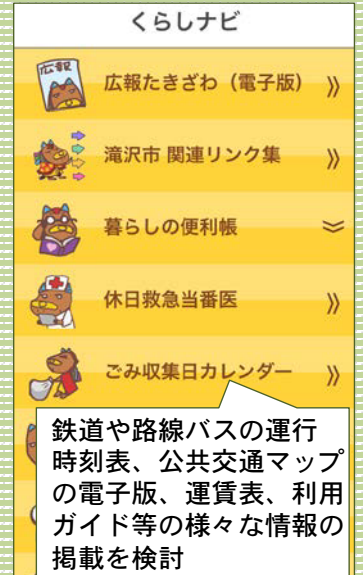 くらしナビ
広報
広報たきざわ（電子版）
滝沢市 関連リンク集
暮らしの便利帳
休日救急当番医
ごみ収集日カレンダー
鉄道や路線バスの運行
時刻表、公共交通マップ
の電子版、運賃表、利用
ガイド等の様々な情報の
掲載を検討